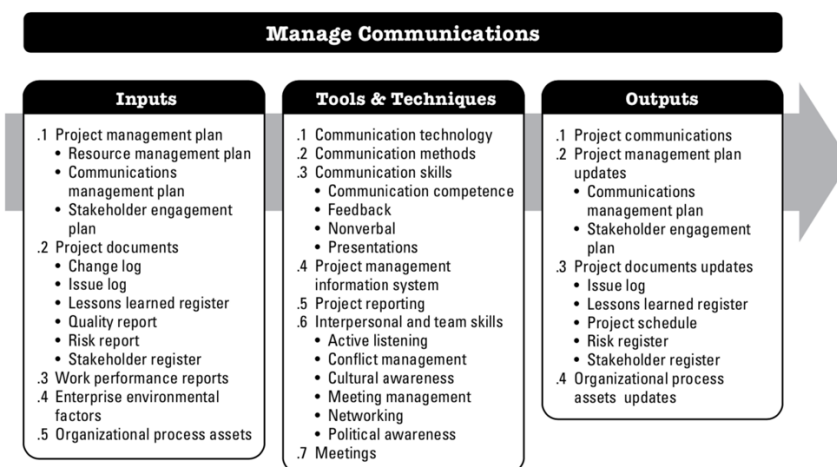 Manage Communications
Inputs
.1 Project management plan
• Resource management plan
• Communications
management plan
• Stakeholder engagement
plan
.2 Project documents
• Change log
• Issue log
• Lessons learned register
• Quality report
• Risk report
• Stakeholder register
.3 Work performance reports
.4 Enterprise environmental
factors
.5 Organizational process assets
Tools & Techniques
.1 Communication technology
.2 Communication methods
.3 Communication skills
• Communication competence
• Feedback
• Nonverbal
• Presentations
.4 Project management
information system
.5 Project reporting
.6 Interpersonal and team skills
• Active listening
• Conflict management
• Cultural awareness
• Meeting management
• Networking
• Political awareness
.7 Meetings
Outputs
.1 Project communications
.2 Project management plan
updates
• Communications
management plan
• Stakeholder engagement
plan
.3 Project documents updates
• Issue log
• Lessons learned register
• Project schedule
• Risk register
• Stakeholder register
.4 Organizational process
assets updates